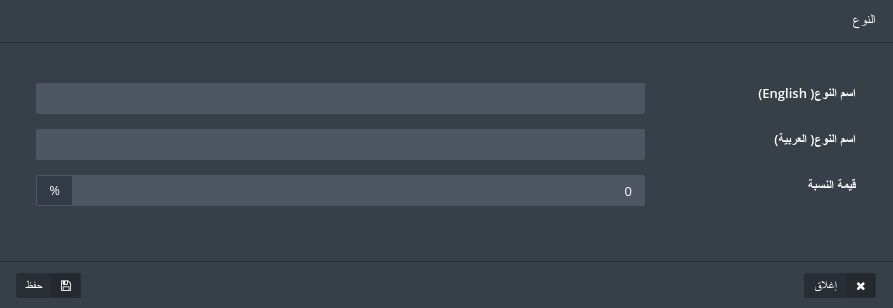 النوع
اسم النوع( English)
اسم النوع( العربية)
قيمة النسبة
0
%
إغلاق
حفظ